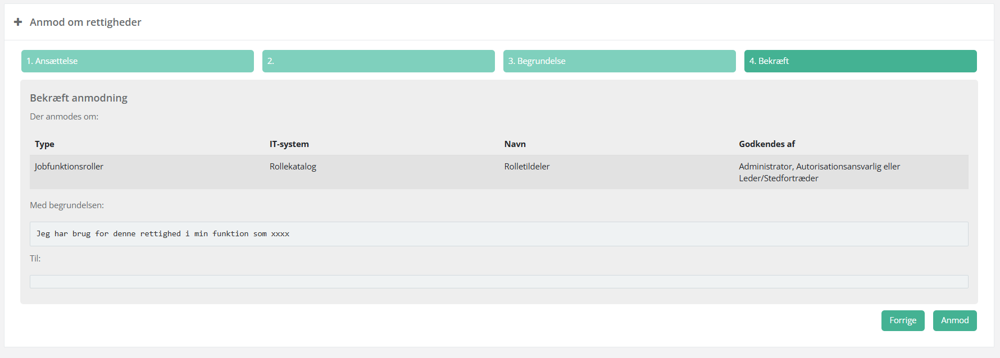 Anmod om rettigheder
1. Ansættelse
2.
3. Begrundelse
4. Bekræft
Bekræft anmodning
Der anmodes om:
Type IT-system Navn Godkendes af
Jobfunktionsroller Rollekatalog Rolletildeler Administrator, Autorisationsansvarlig eller
Leder/Stedfortræder
Med begrundelsen:
Jeg har brug for denne rettighed i min funktion som xxxx
Til:
Forrige
Anmod